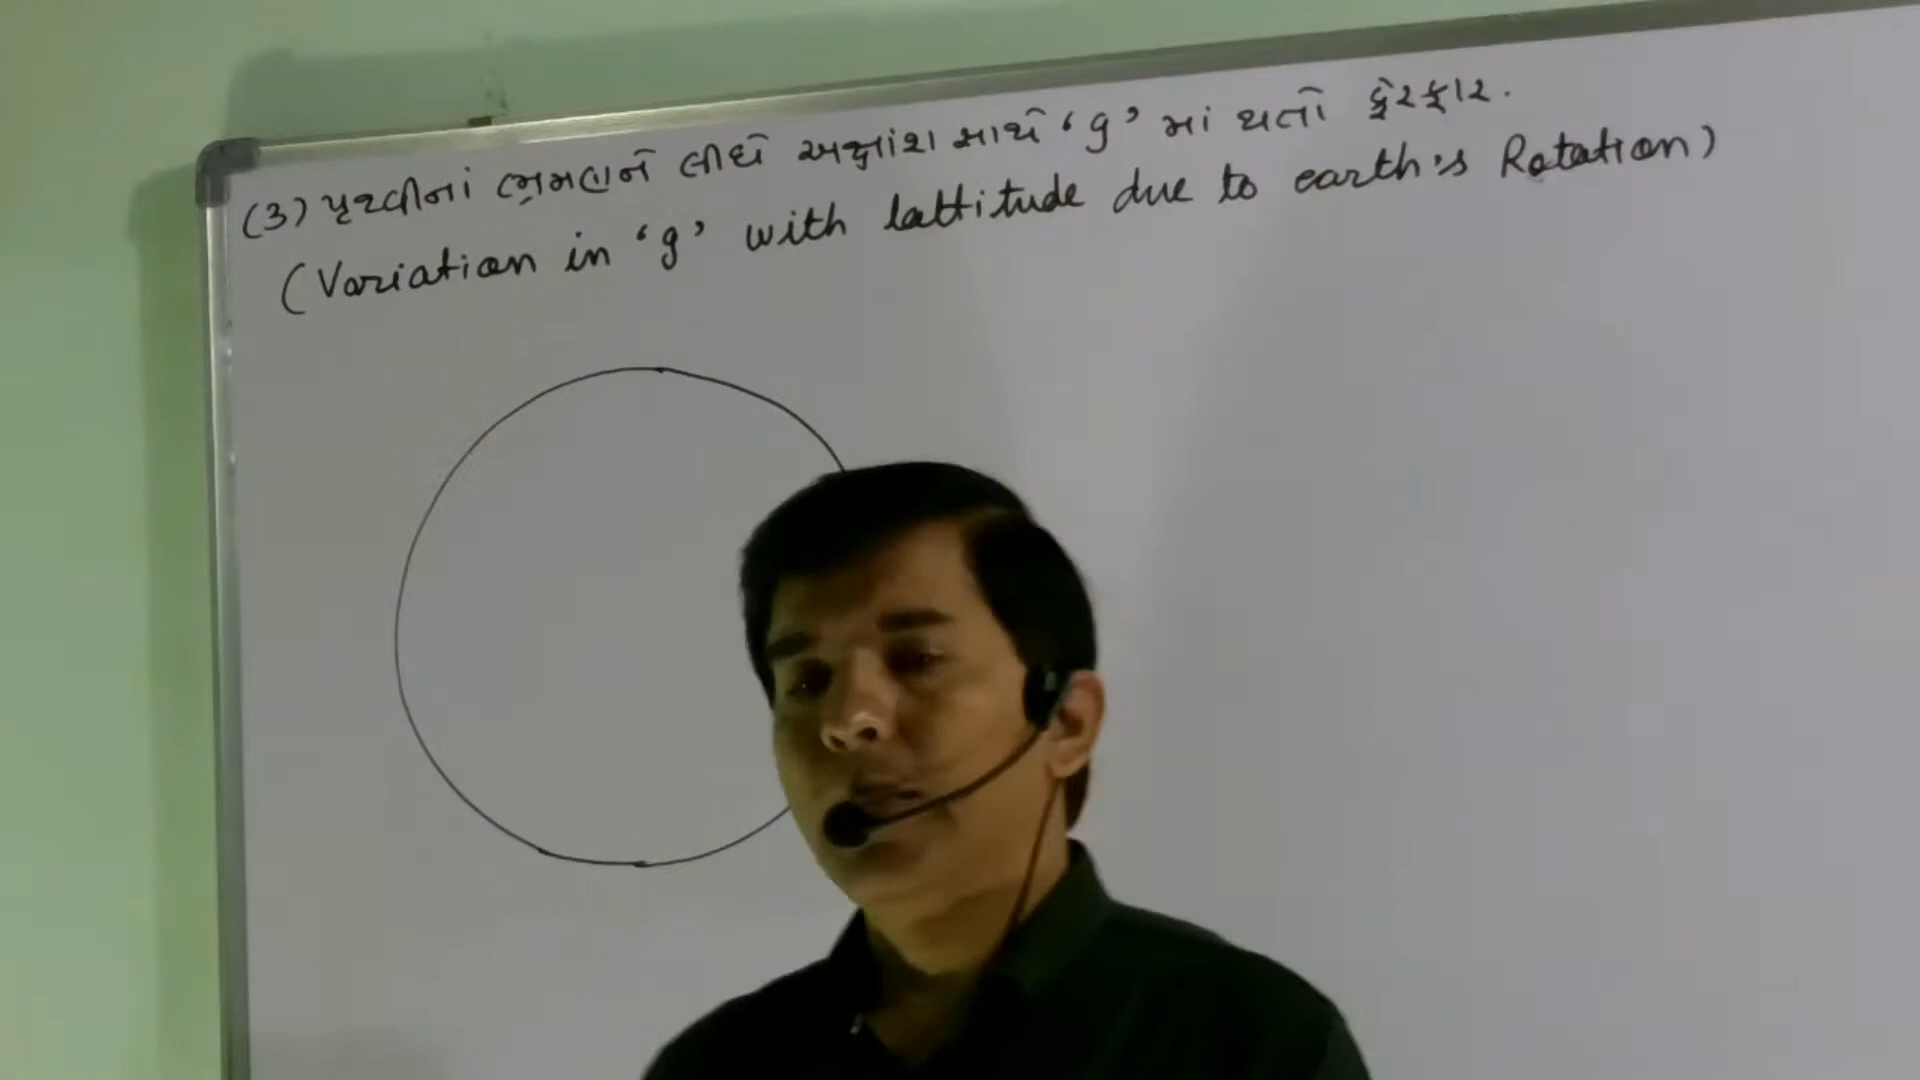 (3) પૃથ્વીનાં ભ્રમણને લીધે અક્ષાંશ સાથે 'g' માં થતો ફેરફાર.
(Variation in 'g' with lattitude due to earth's Rotation)